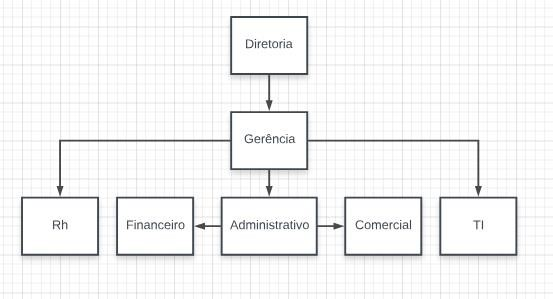 Diretoria
Gerência
Rh
Financeiro
Administrativo
Comercial
TI